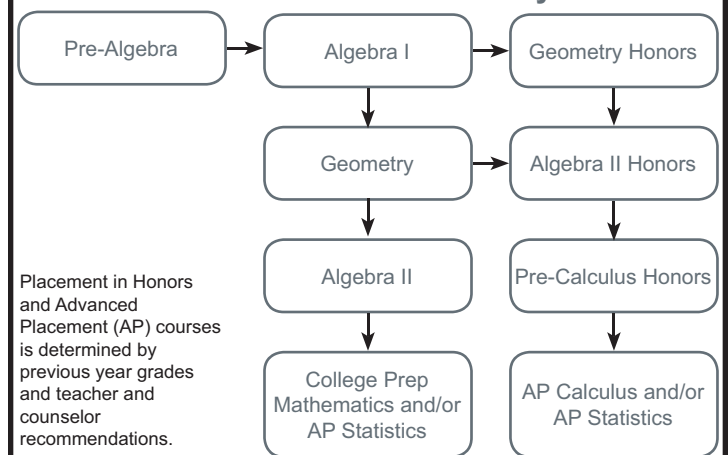 Pre-Algebra
Algebra I
Geometry Honors
Geometry
Algebra II Honors
Algebra II
Pre-Calculus Honors
Placement in Honors
and Advanced
Placement (AP) courses
is determined by
previous year grades
and teacher and
counselor
recommendations.
College Prep
Mathematics and/or
AP Statistics
AP Calculus and/or
AP Statistics